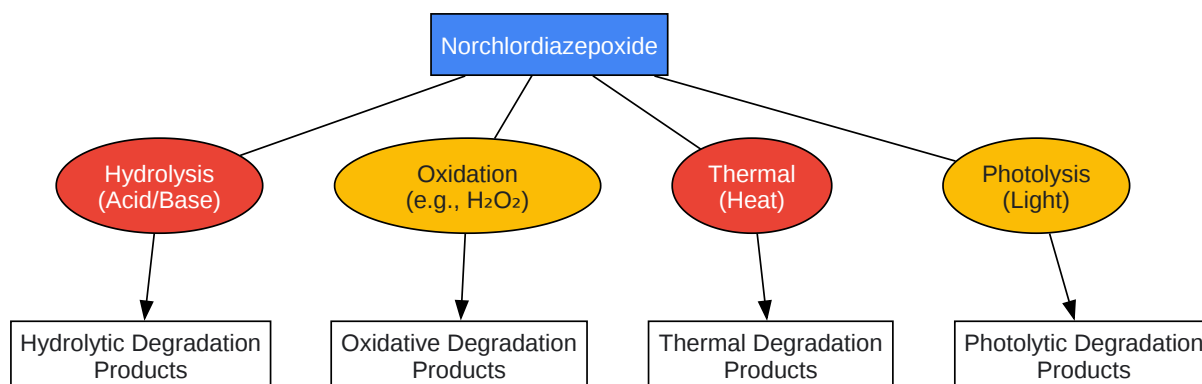 Norchlordiazepoxide
Hydrolysis
(Acid/Base)
Oxidation
(e.g., H₂O₂)
Thermal
(Heat)
Photolysis
(Light)
Hydrolytic Degradation
Products
Oxidative Degradation
Products
Thermal Degradation
Products
Photolytic Degradation
Products